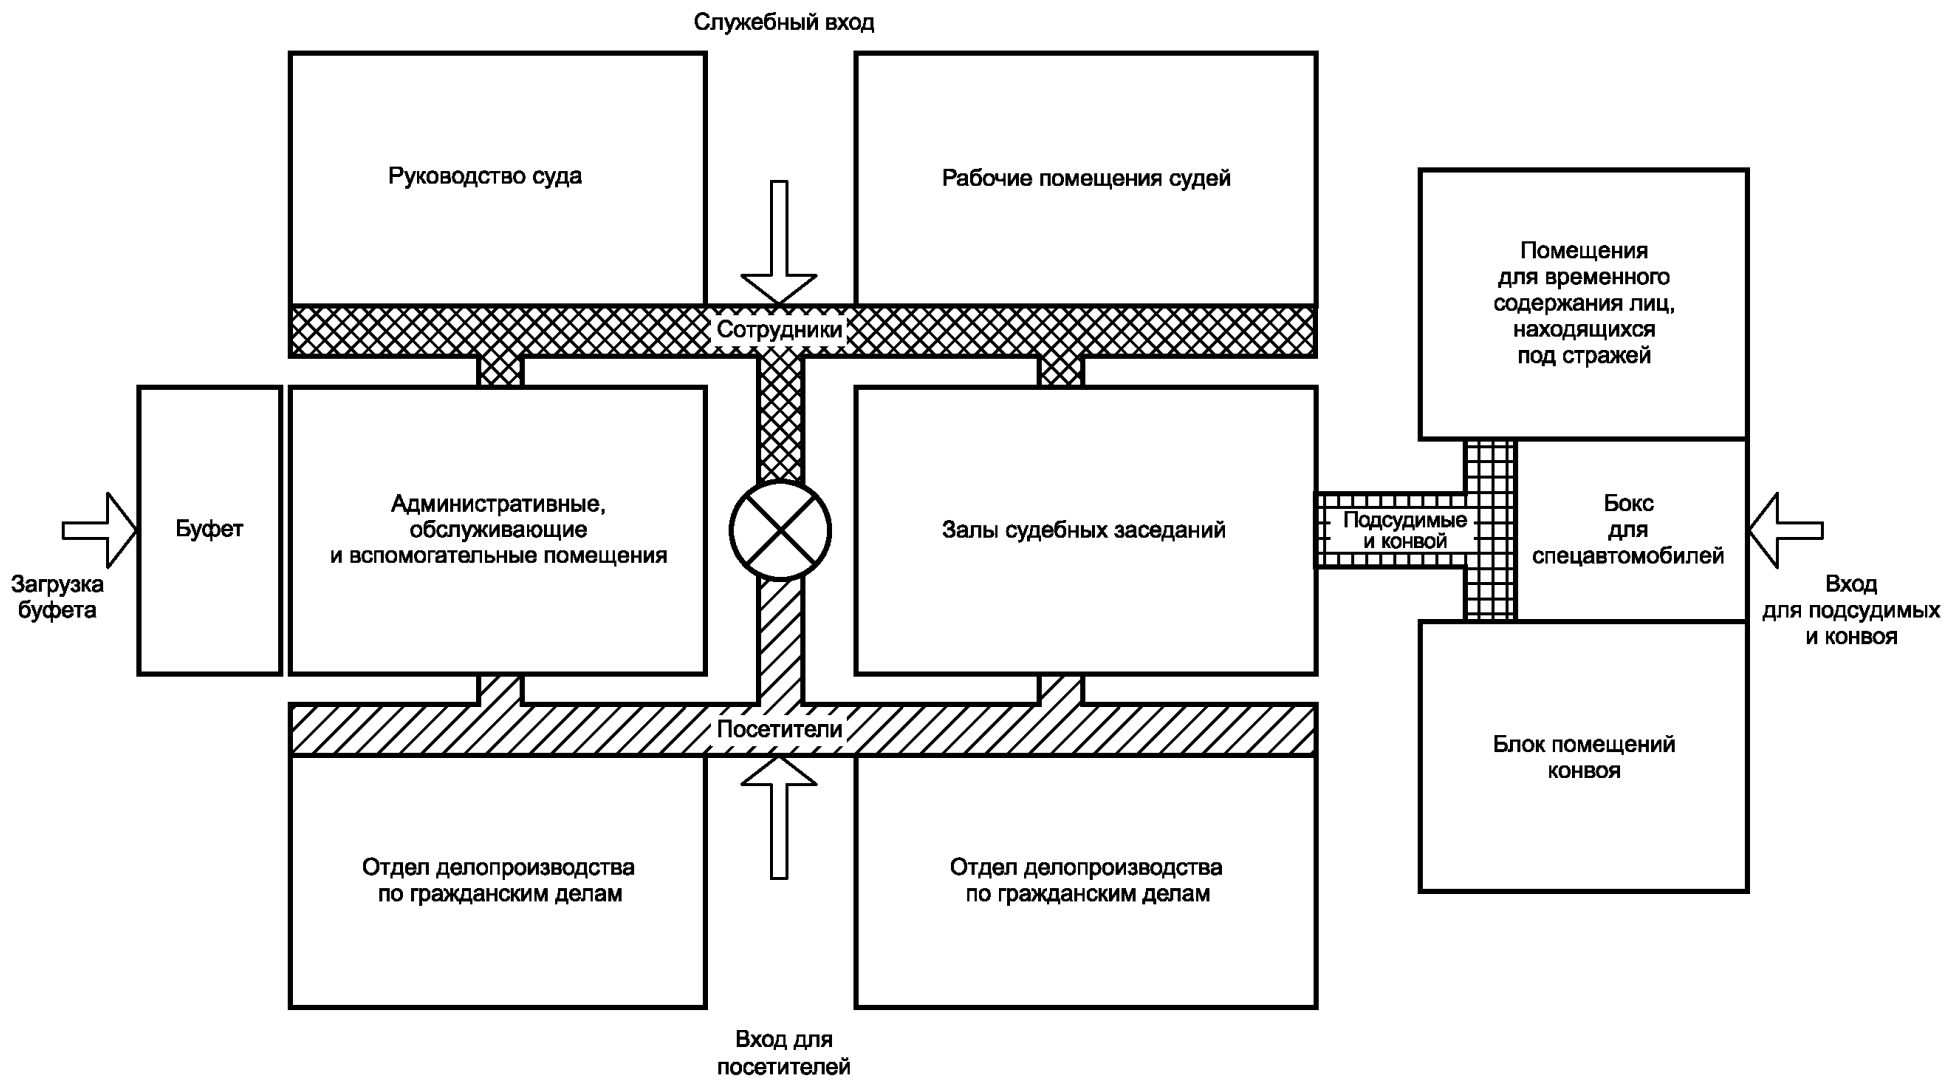 Служебный вход
Руководство суда
Рабочие помещения судей
Помещения
для временного
содержания лиц,
находящихся
под стражей
Сотрудники
Загрузка
буфета
Буфет
Административные,
обслуживающие
и вспомогательные помещения
Залы судебных заседаний
Подсудимые
и конвой
Бокс
для
спецавтомобилей
Вход
для подсудимых
и конвоя
Посетители
Блок помещений
конвоя
Отдел делопроизводства
по гражданским делам
Отдел делопроизводства
по гражданским делам
Вход для
посетителей